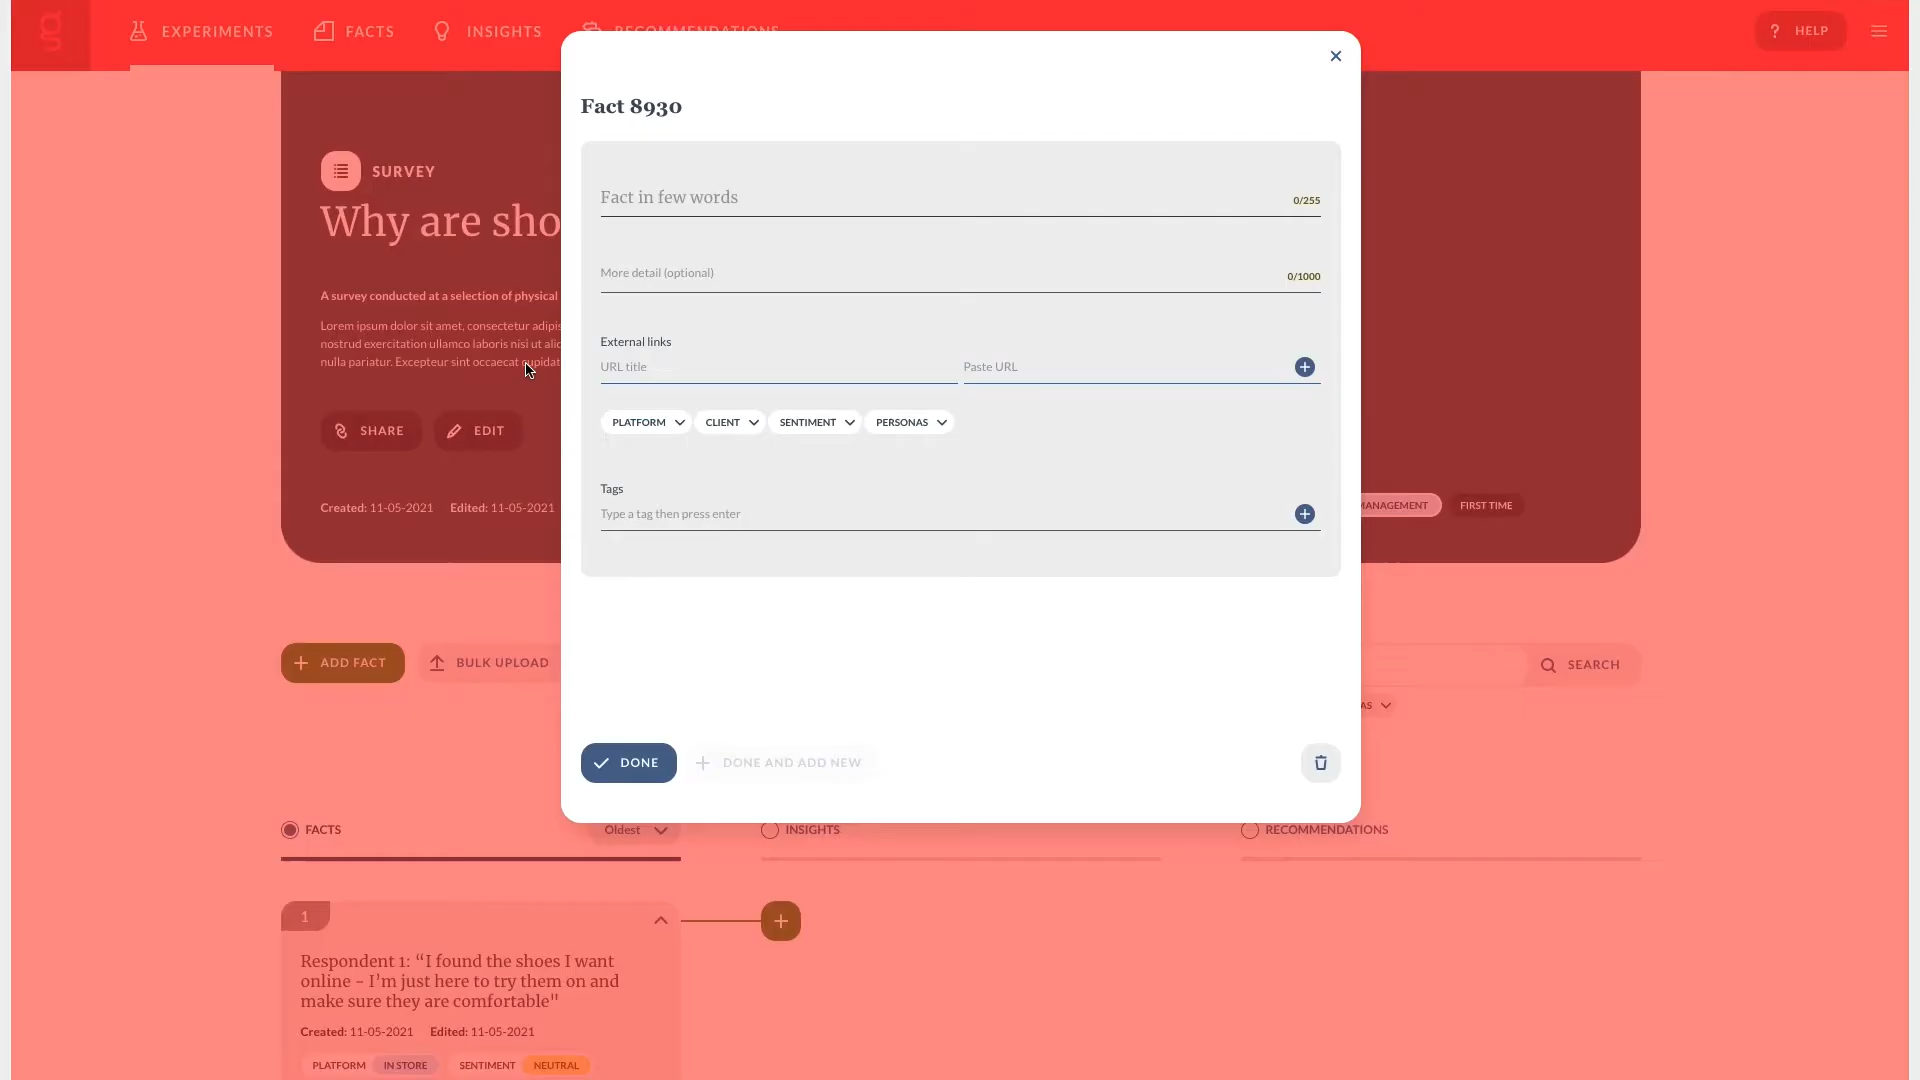 EXPERIMENTS
FACTS
INSIGHTS
RECOMMENDATIONS
? HELP
SURVEY
Why are sho
A survey conducted at a selection of physical
Lorem ipsum dolor sit amet, consectetur adipis
nostrud exercitation ullamco laboris nisi ut alic
nulla pariatur. Excepteur sint occaecat cupidat
SHARE
EDIT
Created: 11-05-2021 Edited: 11-05-2021
Fact 8930
Fact in few words
0/255
More detail (optional)
0/1000
External links
URL title
Paste URL
PLATFORM
CLIENT
SENTIMENT
PERSONAS
Tags
Type a tag then press enter
DONE
DONE AND ADD NEW
MANAGEMENT
FIRST TIME
ADD FACT
BULK UPLOAD
SEARCH
AS
FACTS
Oldest
INSIGHTS
RECOMMENDATIONS
1
Respondent 1: “I found the shoes I want
online - I’m just here to try them on and
make sure they are comfortable"
Created: 11-05-2021 Edited: 11-05-2021
PLATFORM IN STORE SENTIMENT NEUTRAL